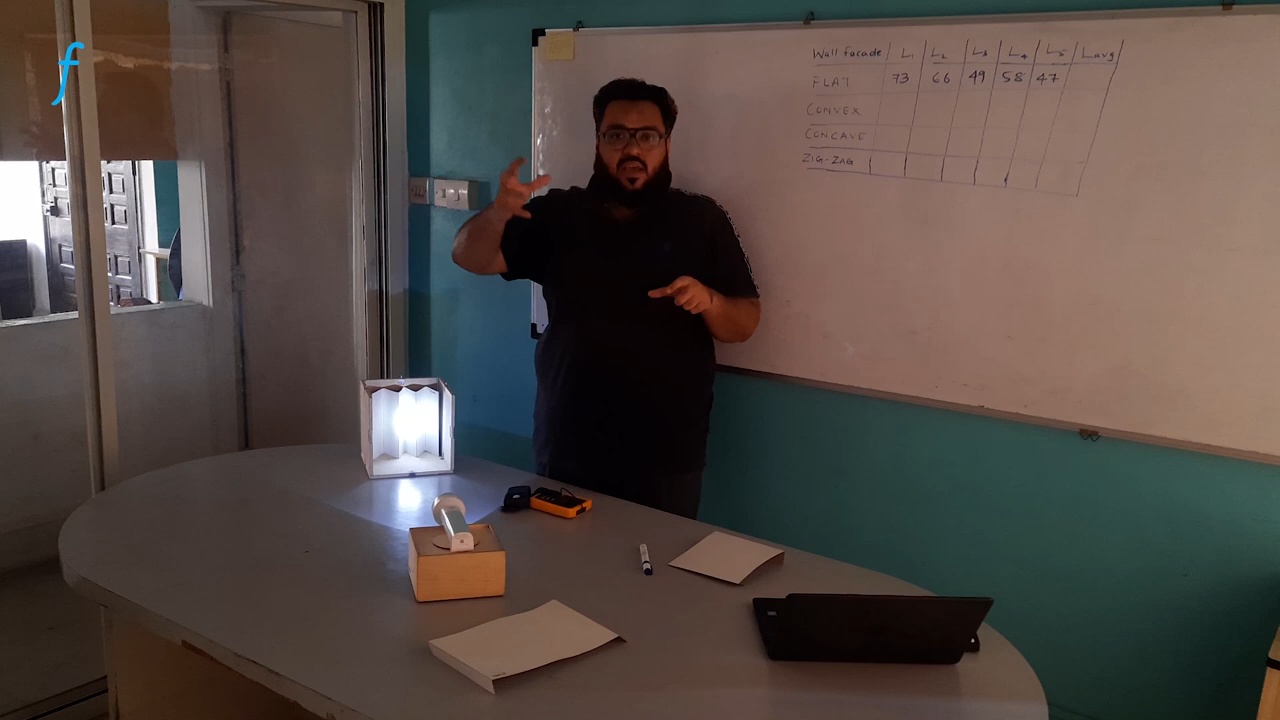 f
Wall facade L1 L2 L3 L4 L5 Lavg
FLAT 73 66 49 58 47
CONVEX
CONCAVE
ZIG-ZAG